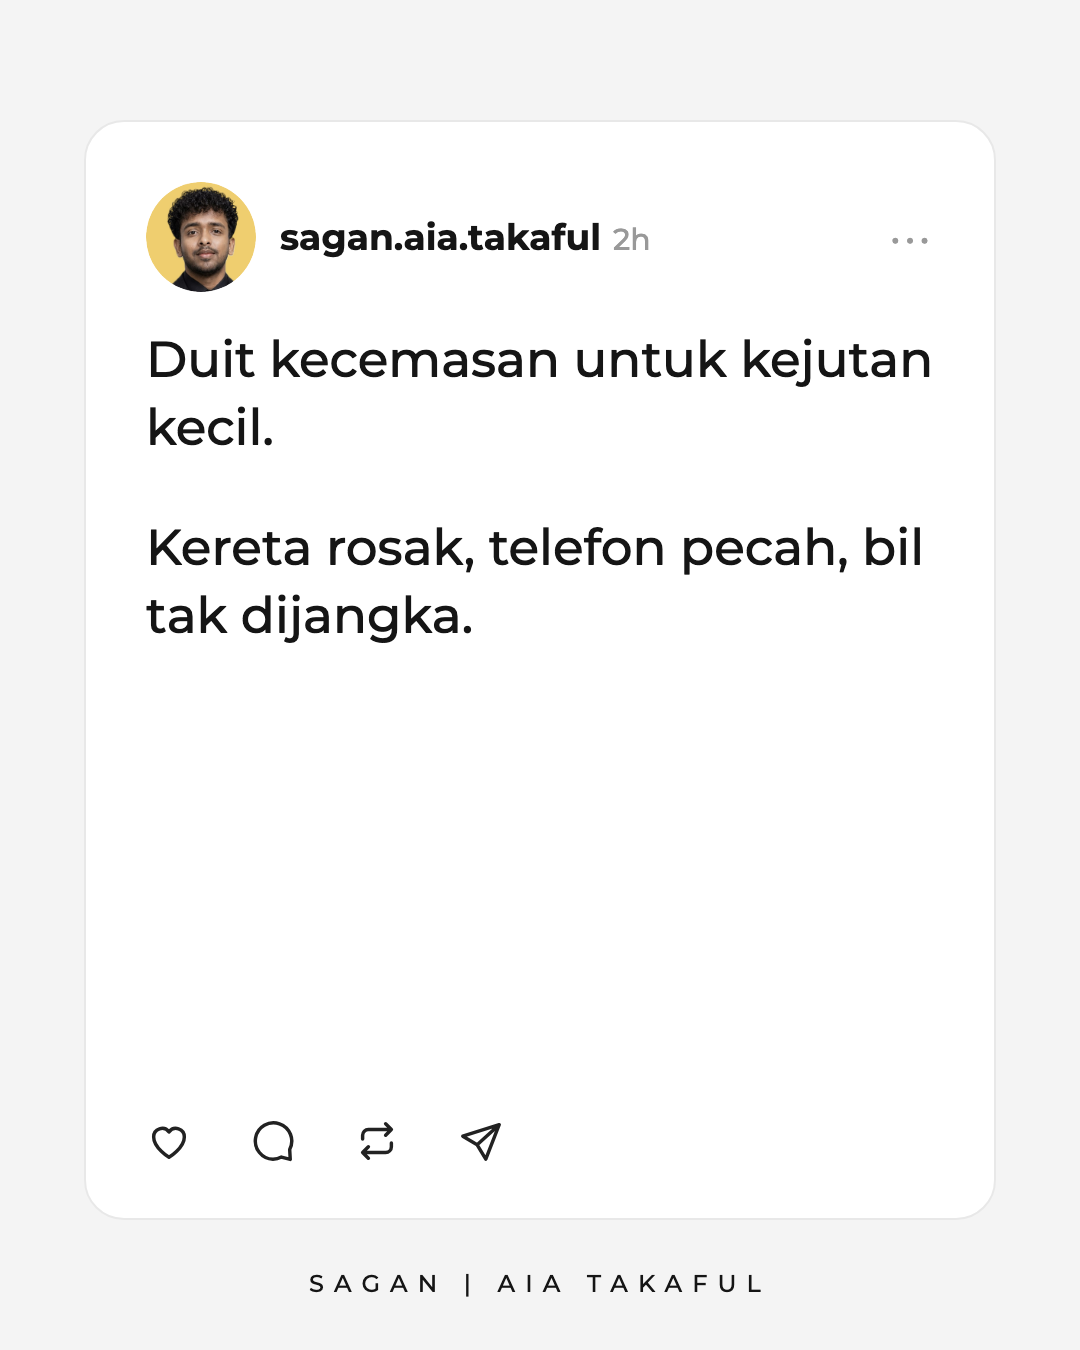 sagan.aia.takaful 2h
Duit kecemasan untuk kejutan
kecil.
Kereta rosak, telefon pecah, bil
tak dijangka.
SAGAN | AIA TAKAFUL